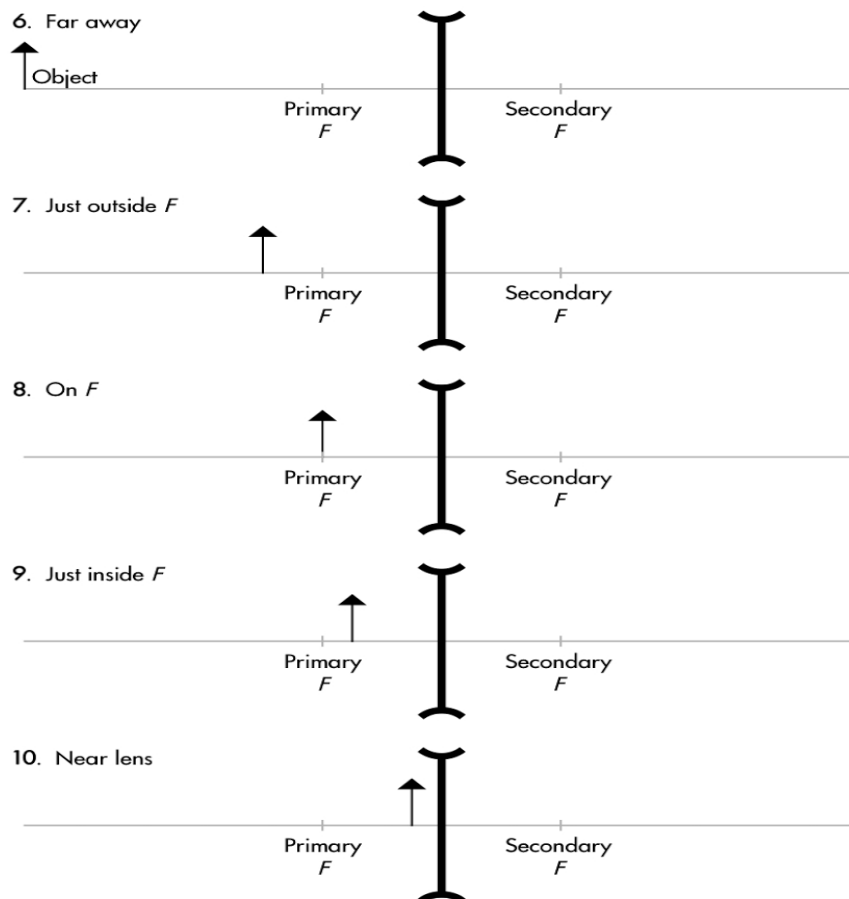 6. Far away
Object
Primary Secondary
F F
7. Just outside F
Primary Secondary
F F
8. On F
Primary Secondary
F F
9. Just inside F
Primary Secondary
F F
10. Near lens
Primary Secondary
F F